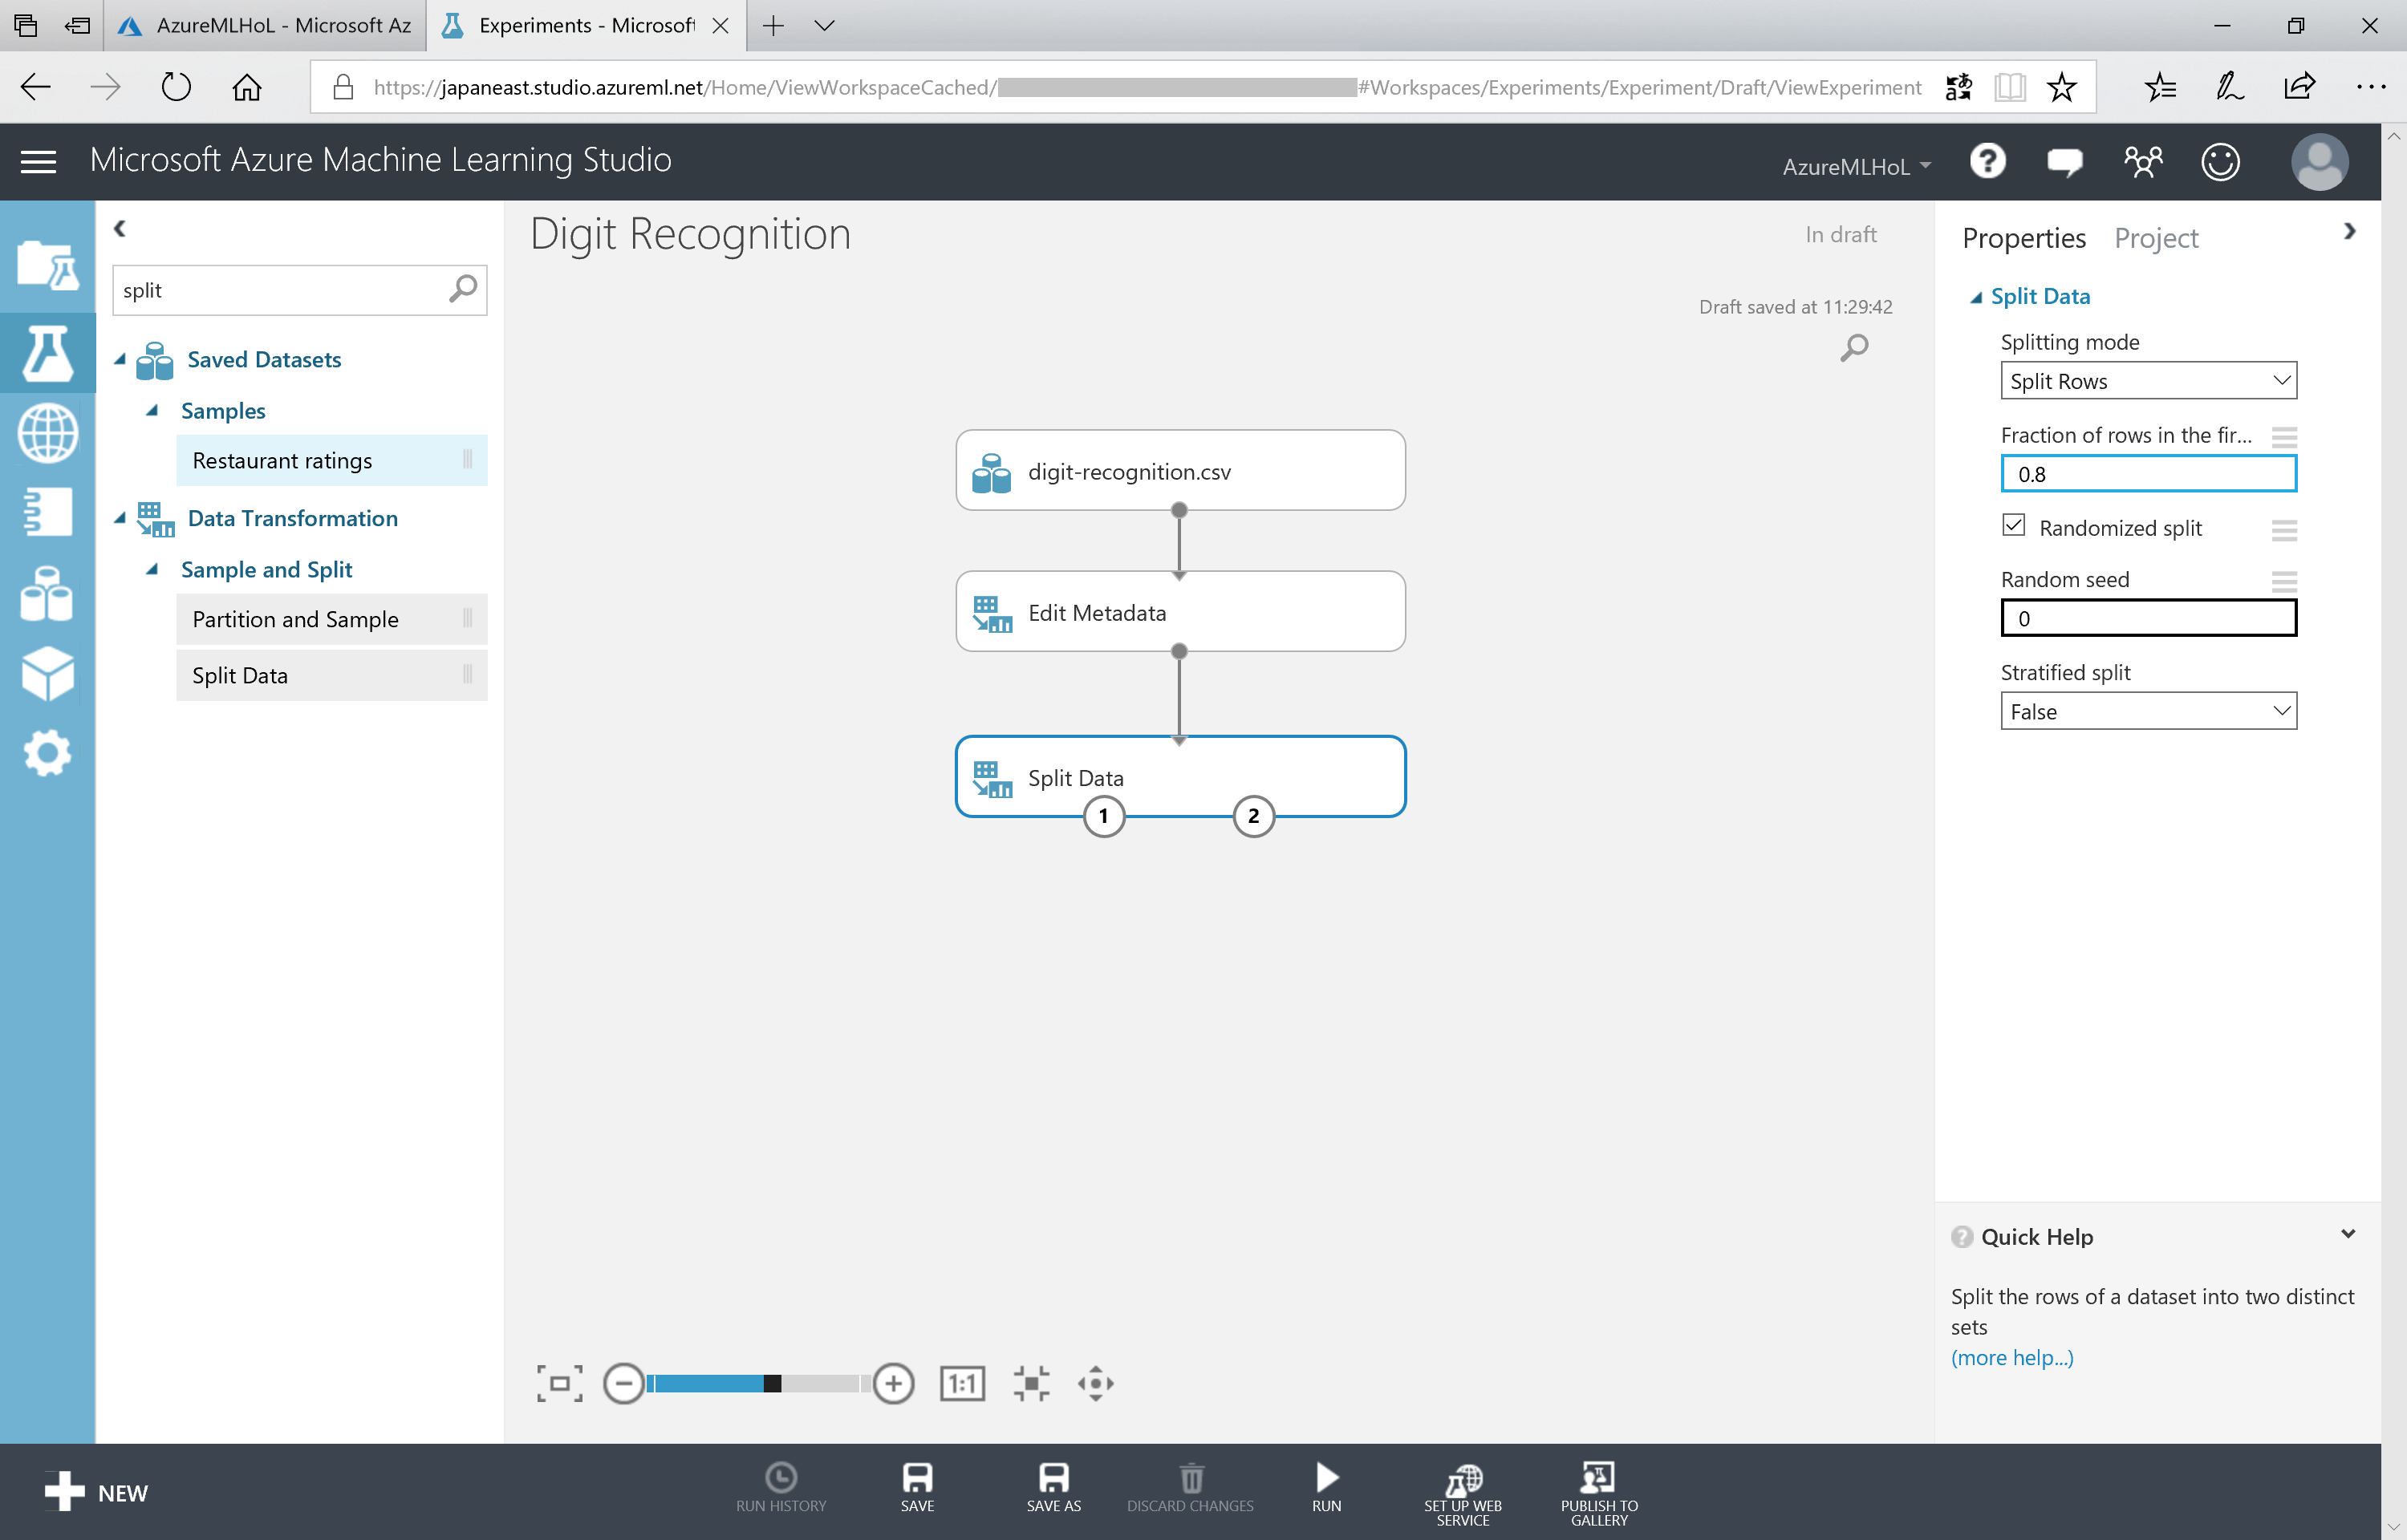 AzureMLHoL - Microsoft Az
Experiments - Microsoft
https://japaneast.studio.azureml.net/Home/ViewWorkspaceCached/
#Workspaces/Experiments/Experiment/Draft/ViewExperiment
Microsoft Azure Machine Learning Studio
AzureMLHoL
split
Saved Datasets
Samples
Restaurant ratings
Data Transformation
Sample and Split
Partition and Sample
Split Data
Digit Recognition
In draft
Draft saved at 11:29:42
digit-recognition.csv
Edit Metadata
Split Data
1
2
1:1
Properties
Project
Split Data
Splitting mode
Split Rows
Fraction of rows in the fir...
0.8
Randomized split
Random seed
0
Stratified split
False
Quick Help
Split the rows of a dataset into two distinct
sets
(more help...)
NEW
RUN HISTORY
SAVE
SAVE AS
DISCARD CHANGES
RUN
SET UP WEB
SERVICE
PUBLISH TO
GALLERY